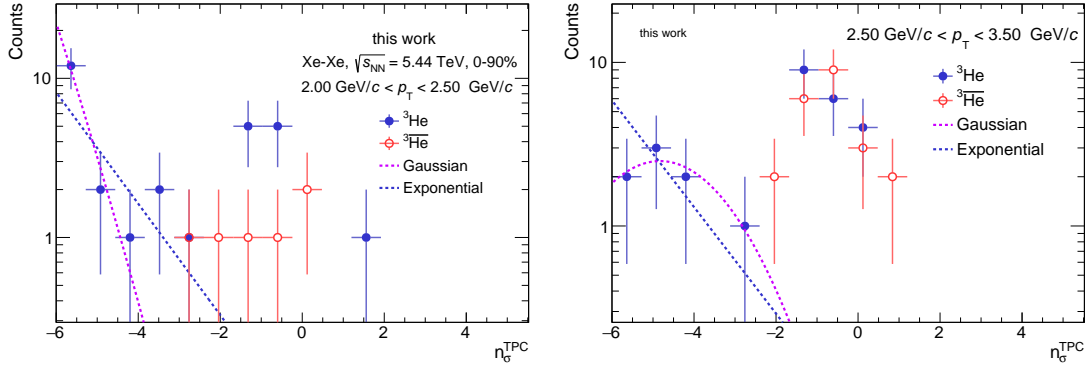 Counts
10
1
this work
Xe-Xe, √s_NN = 5.44 TeV, 0-90%
2.00 GeV/c < p_T < 2.50 GeV/c
³He
³H̅e̅
Gaussian
Exponential
−6 −4 −2 0 2 4
n_σ^TPC
Counts
10
1
this work
2.50 GeV/c < p_T < 3.50 GeV/c
³He
³H̅e̅
Gaussian
Exponential
−6 −4 −2 0 2 4
n_σ^TPC